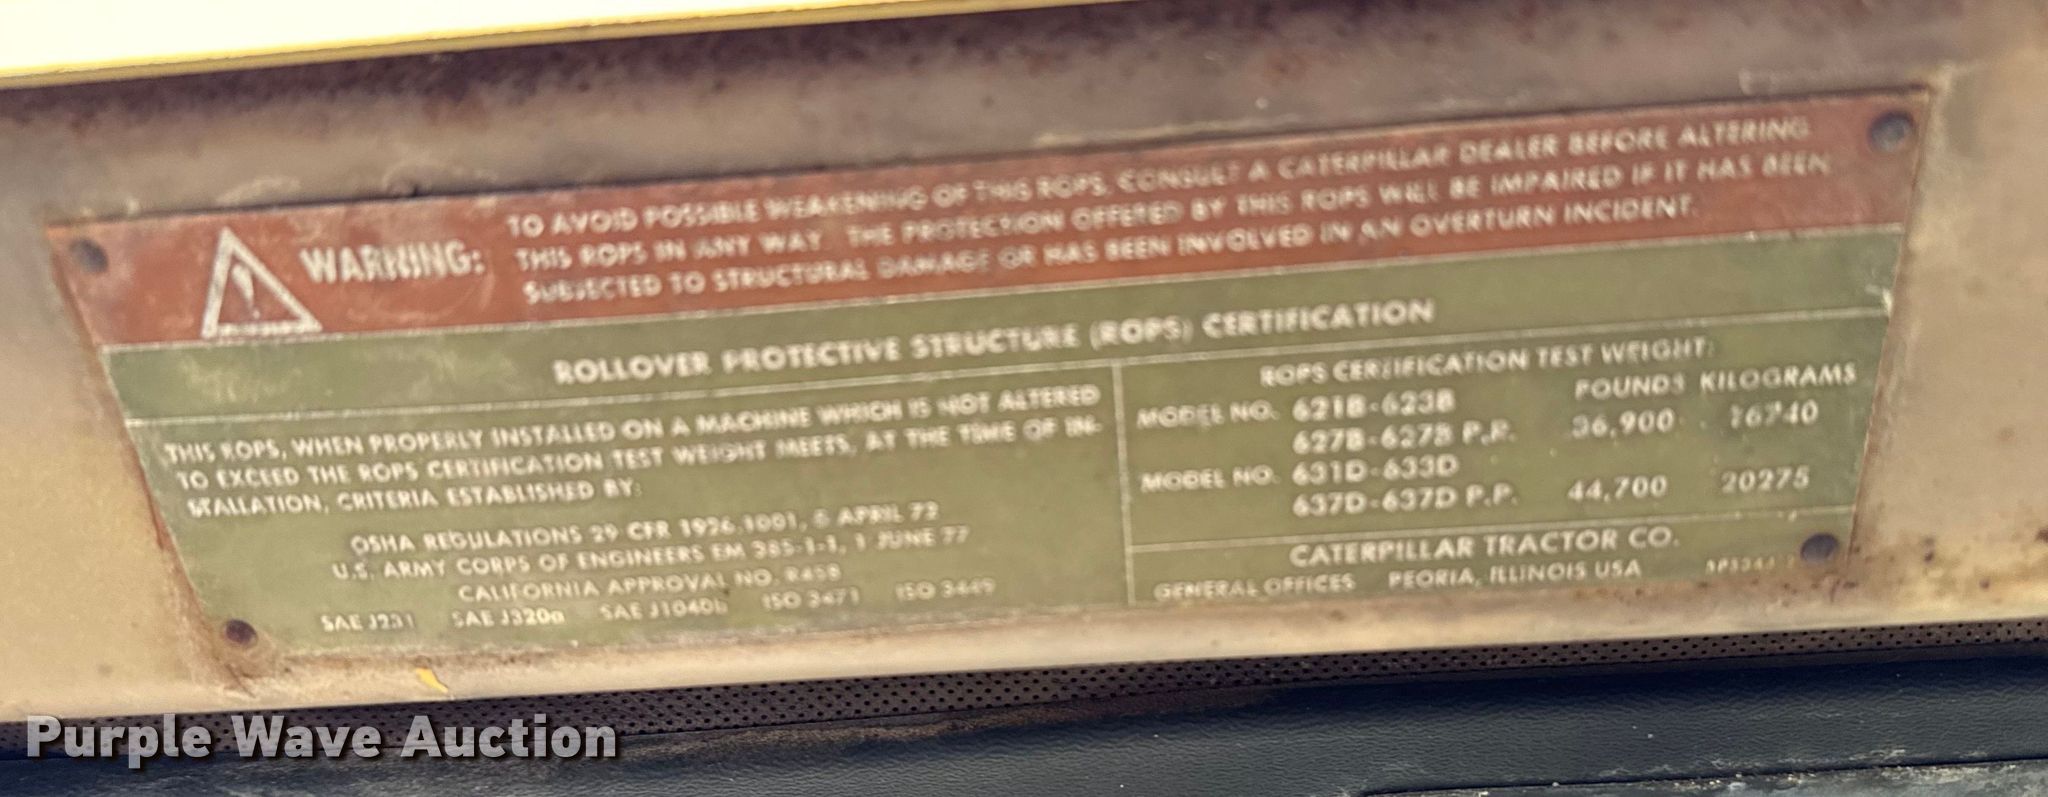 WARNING:
TO AVOID POSSIBLE WEAKENING OF THIS ROPS, CONSULT A CATERPILLAR DEALER BEFORE ALTERING
THIS ROPS IN ANY WAY. THE PROTECTION OFFERED BY THIS ROPS WILL BE IMPAIRED IF IT HAS BEEN
SUBJECTED TO STRUCTURAL DAMAGE OR HAS BEEN INVOLVED IN AN OVERTURN INCIDENT.
ROLLOVER PROTECTIVE STRUCTURE (ROPS) CERTIFICATION
THIS ROPS, WHEN PROPERLY INSTALLED ON A MACHINE WHICH IS NOT ALTERED
TO EXCEED THE ROPS CERTIFICATION TEST WEIGHT MEETS, AT THE TIME OF IN-
STALLATION, CRITERIA ESTABLISHED BY:
OSHA REGULATIONS 29 CFR 1926.1001, 5 APRIL 72
U.S. ARMY CORPS OF ENGINEERS EM 385-1-1, 1 JUNE 77
CALIFORNIA APPROVAL NO. R458
SAE J231 SAE J320a SAE J1040b ISO 3471 ISO 3449
ROPS CERTIFICATION TEST WEIGHT:
POUNDS KILOGRAMS
MODEL NO. 621B-623B
627B-627B P.P. 36,900 16740
MODEL NO. 631D-633D
637D-637D P.P. 44,700 20275
CATERPILLAR TRACTOR CO.
GENERAL OFFICES PEORIA, ILLINOIS USA
Purple Wave Auction